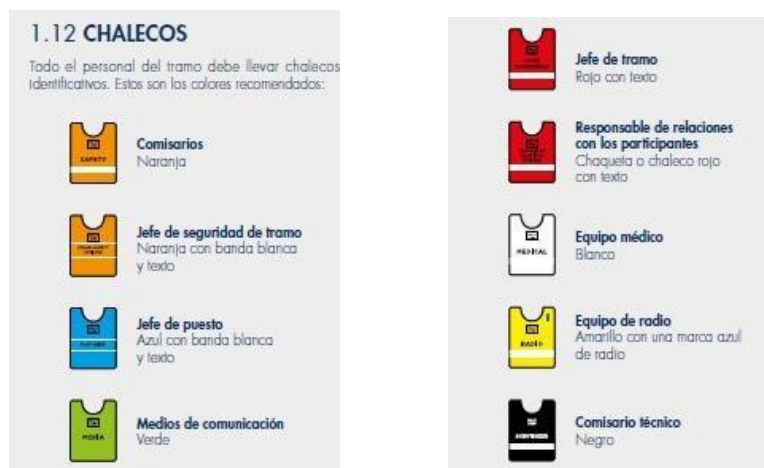 1.12 CHALECOS
Todo el personal del tramo debe llevar chalecos
identificativos. Estos son los colores recomendados:
SAFETY
Comisarios
Naranja
Jefe de seguridad de tramo
Naranja con banda blanca
y texto
Jefe de puesto
Azul con banda blanca
y texto
MEDIA
Medios de comunicación
Verde
Jefe de tramo
Rojo con texto
Responsable de relaciones
con los participantes
Chaqueta o chaleco rojo
con texto
MEDICAL
Equipo médico
Blanco
RADIO
Equipo de radio
Amarillo con una marca azul
de radio
Comisario técnico
Negro